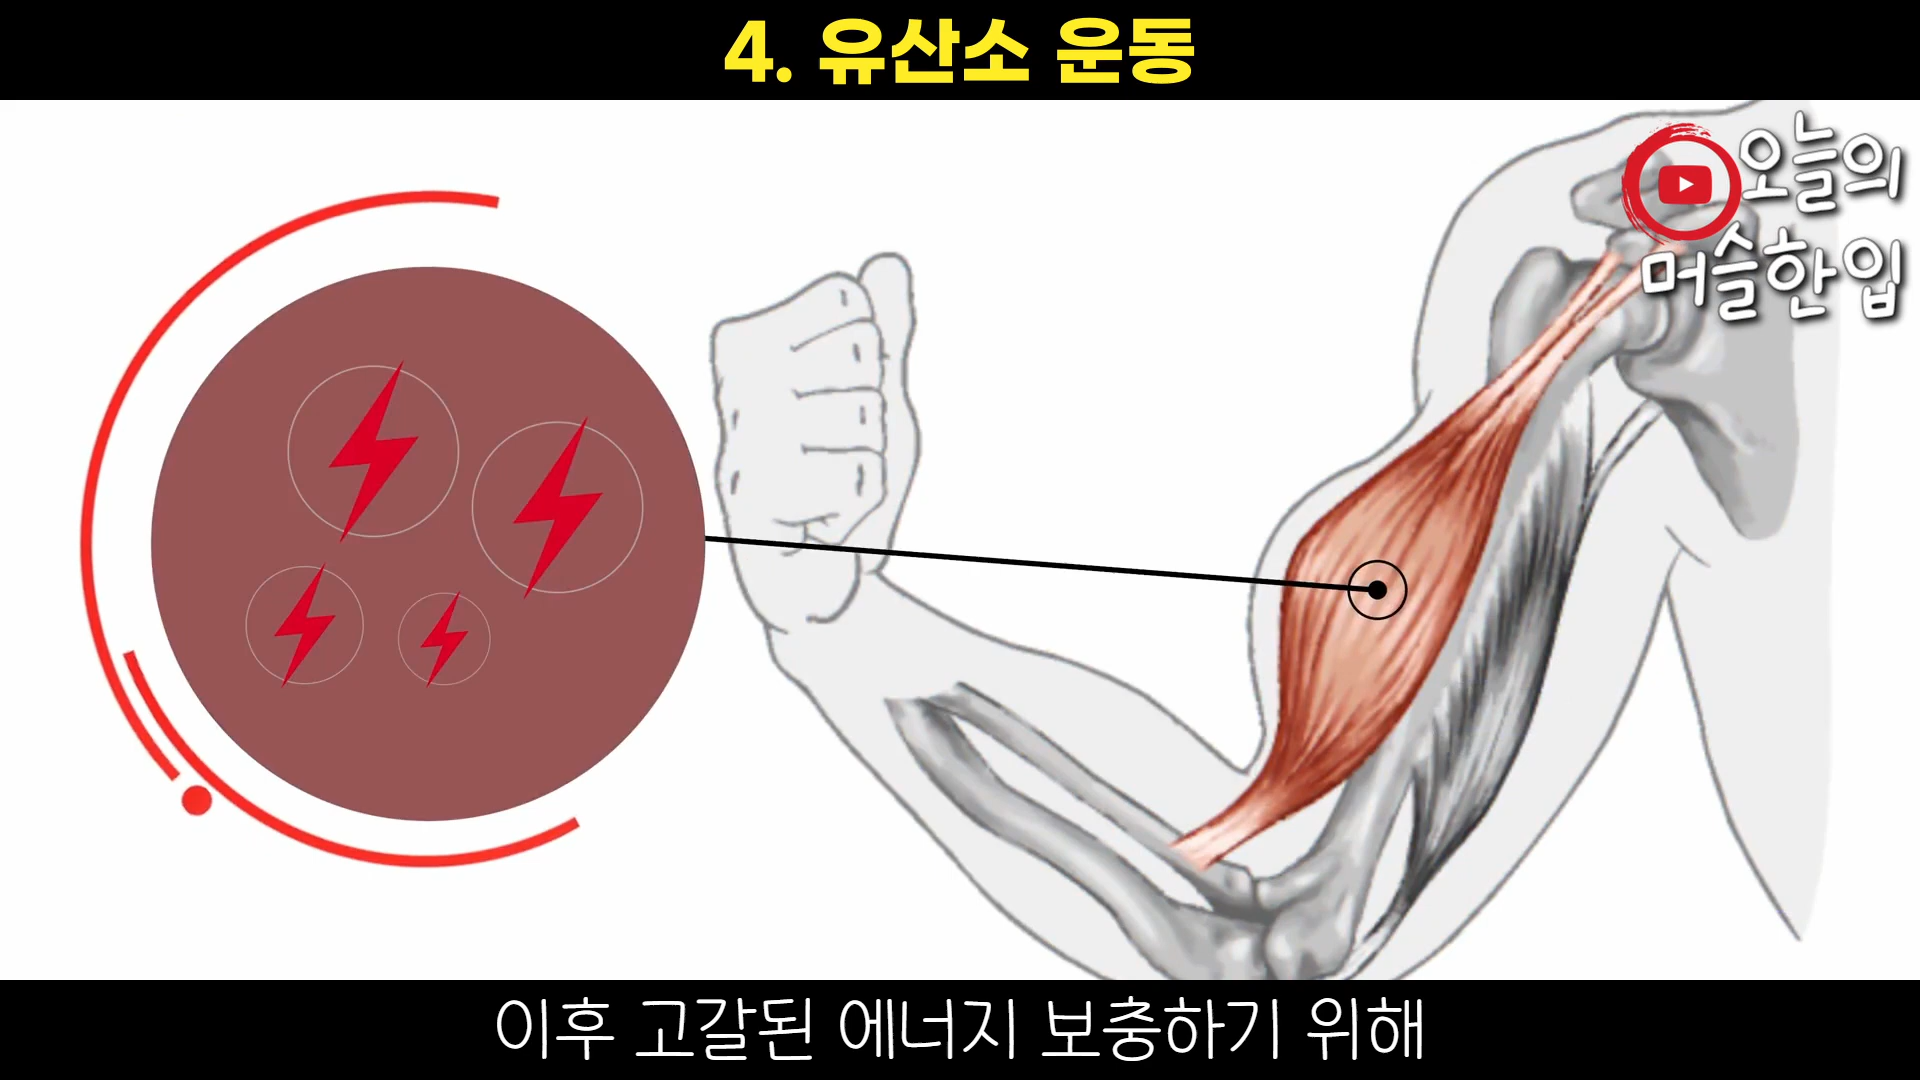 4. 유산소 운동
오늘의
머슬한입
이후 고갈된 에너지 보충하기 위해